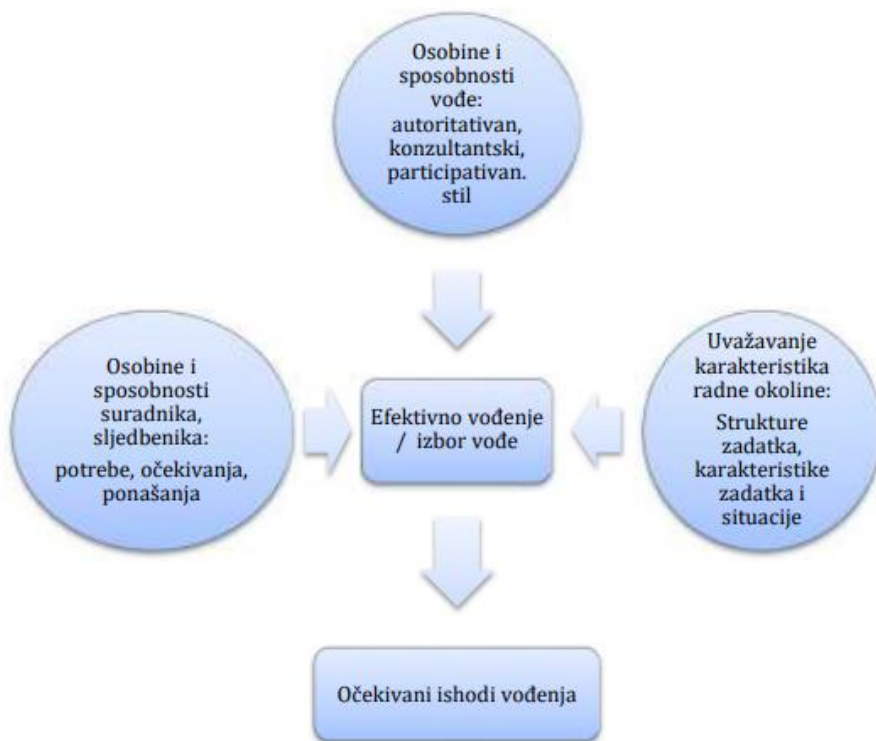 Osobine i
sposobnosti
vođe:
autoritativan,
konzultantski,
participativan.
stil
Osobine i
sposobnosti
suradnika,
sljedbenika:
potrebe, očekivanja,
ponašanja
Efektivno vođenje
/ izbor vođe
Uvažavanje
karakteristika
radne okoline:
Strukture
zadatka,
karakteristike
zadatka i
situacije
Očekivani ishodi vođenja